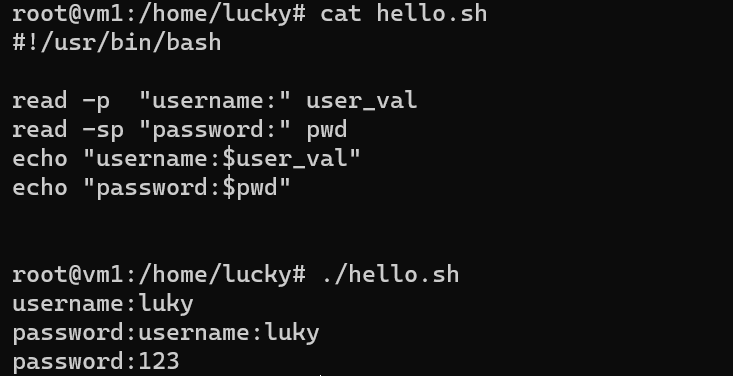 root@vm1:/home/lucky# cat hello.sh
#!/usr/bin/bash
read -p  "username:" user_val
read -sp "password:" pwd
echo "username:$user_val"
echo "password:$pwd"
root@vm1:/home/lucky# ./hello.sh
username:luky
password:username:luky
password:123